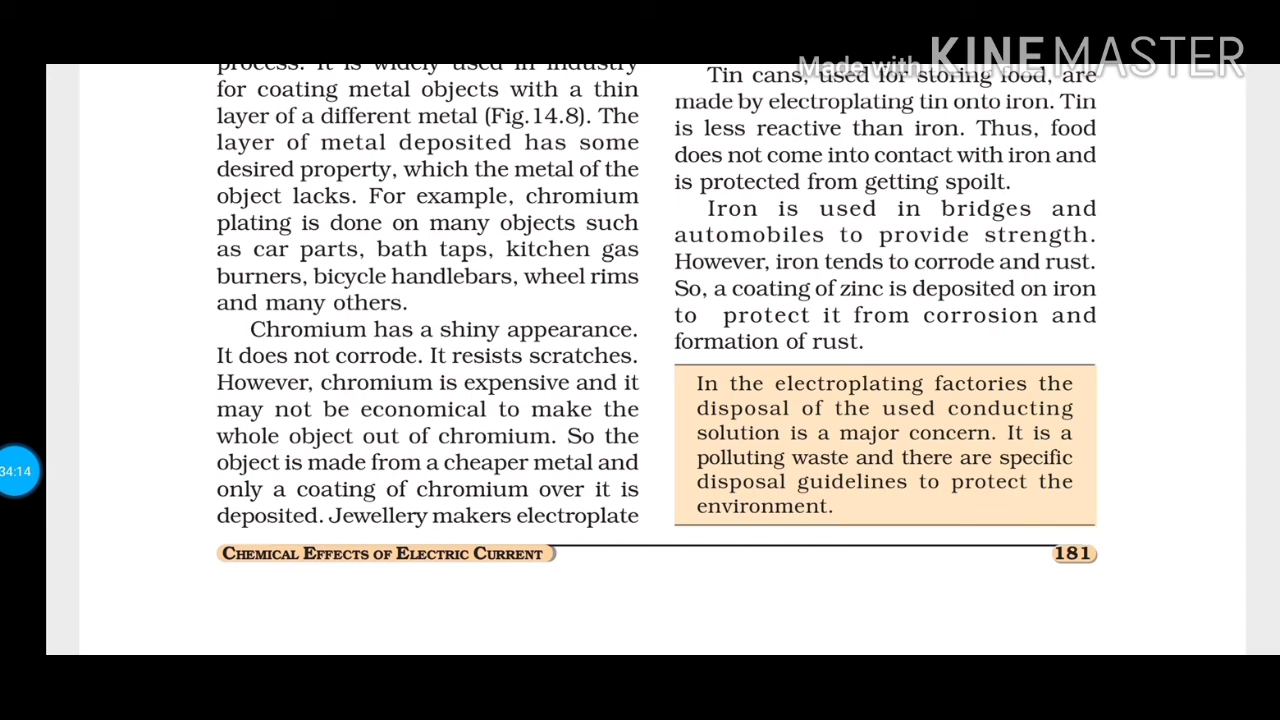 Made with KINEMASTER
process. It is widely used in industry
for coating metal objects with a thin
layer of a different metal (Fig.14.8). The
layer of metal deposited has some
desired property, which the metal of the
object lacks. For example, chromium
plating is done on many objects such
as car parts, bath taps, kitchen gas
burners, bicycle handlebars, wheel rims
and many others.
Chromium has a shiny appearance.
It does not corrode. It resists scratches.
However, chromium is expensive and it
may not be economical to make the
whole object out of chromium. So the
object is made from a cheaper metal and
only a coating of chromium over it is
deposited. Jewellery makers electroplate
Tin cans, used for storing food, are
made by electroplating tin onto iron. Tin
is less reactive than iron. Thus, food
does not come into contact with iron and
is protected from getting spoilt.
Iron is used in bridges and
automobiles to provide strength.
However, iron tends to corrode and rust.
So, a coating of zinc is deposited on iron
to protect it from corrosion and
formation of rust.
In the electroplating factories the
disposal of the used conducting
solution is a major concern. It is a
polluting waste and there are specific
disposal guidelines to protect the
environment.
34:14
CHEMICAL EFFECTS OF ELECTRIC CURRENT
181